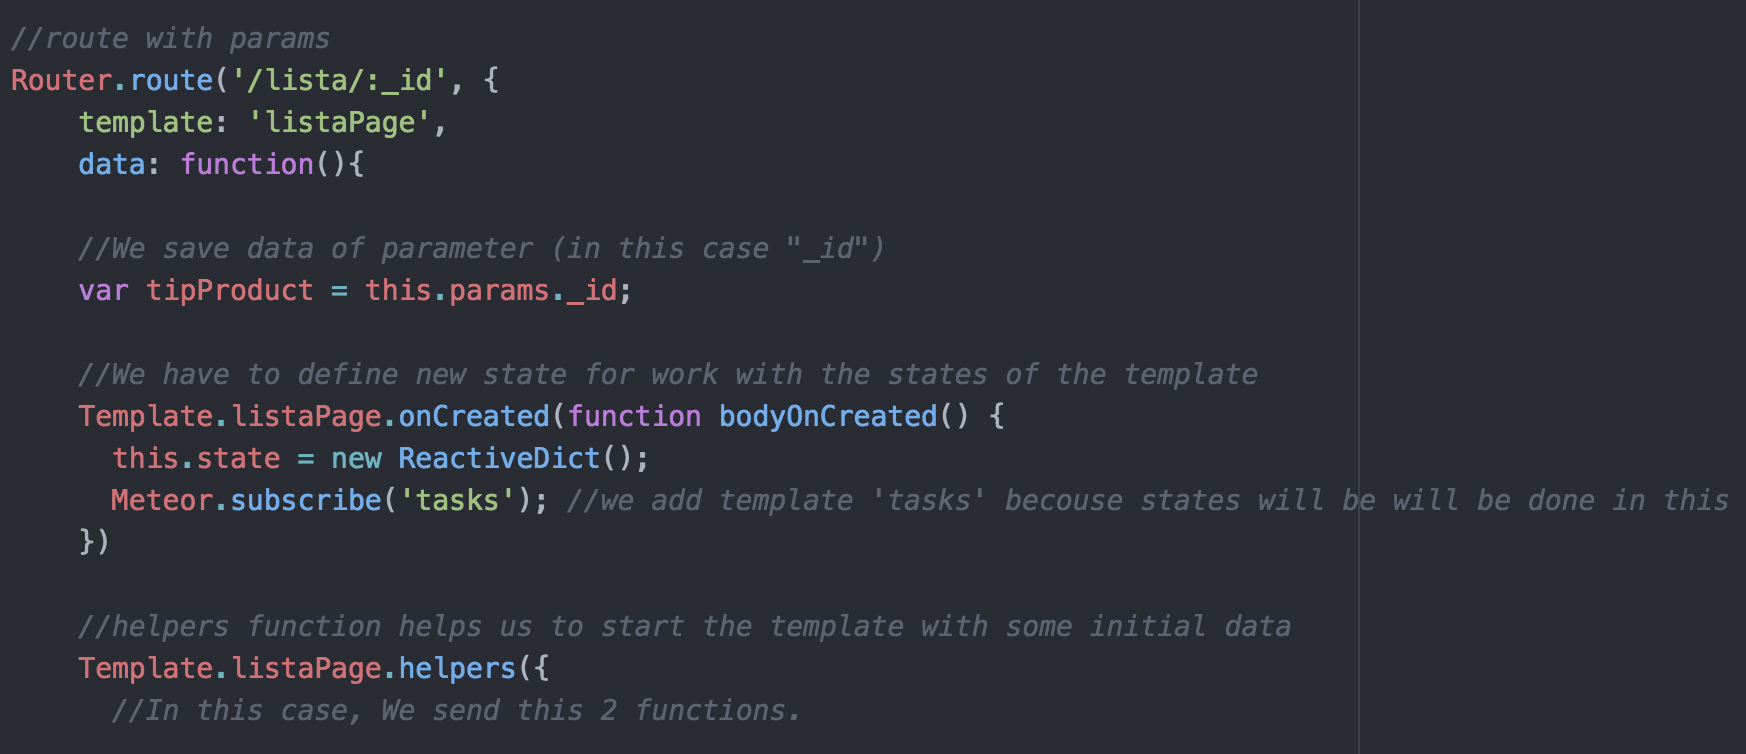 //route with params
Router.route('/lista/:_id', {
    template: 'listaPage',
    data: function(){

    //We save data of parameter (in this case "_id")
    var tipProduct = this.params._id;

    //We have to define new state for work with the states of the template
    Template.listaPage.onCreated(function bodyOnCreated() {
      this.state = new ReactiveDict();
      Meteor.subscribe('tasks'); //we add template 'tasks' becouse states will be will be done in this
    })

    //helpers function helps us to start the template with some initial data
    Template.listaPage.helpers({
      //In this case, We send this 2 functions.